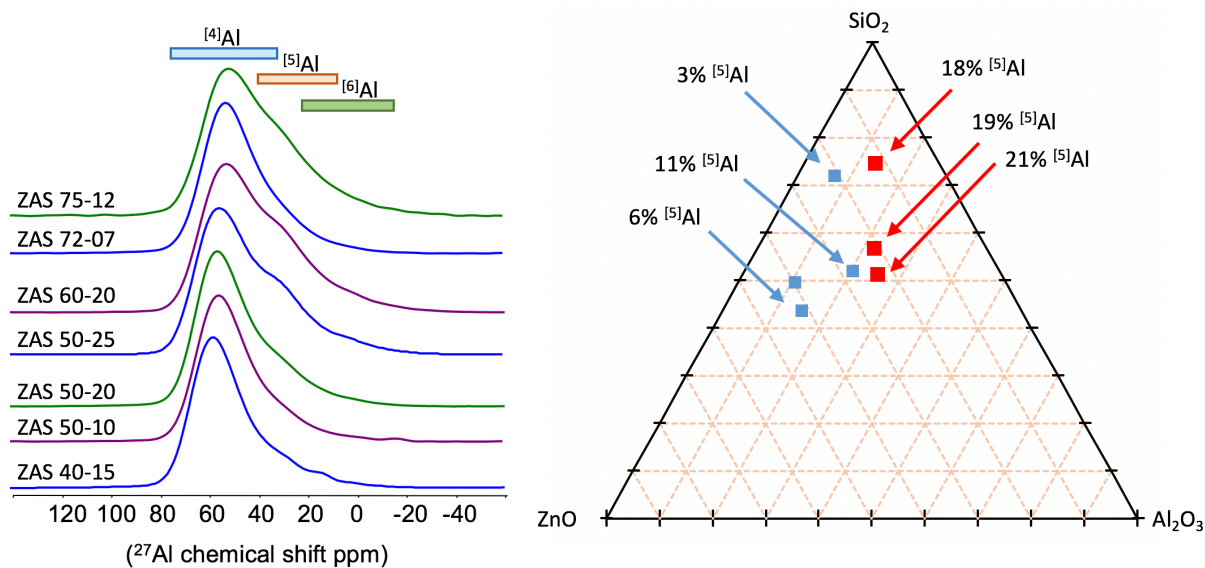 [4]Al
[5]Al
[6]Al
ZAS 75-12
ZAS 72-07
ZAS 60-20
ZAS 50-25
ZAS 50-20
ZAS 50-10
ZAS 40-15
120 100 80 60 40 20 0 -20 -40
(27Al chemical shift ppm)
SiO2
3% [5]Al
18% [5]Al
19% [5]Al
11% [5]Al
21% [5]Al
6% [5]Al
ZnO
Al2O3